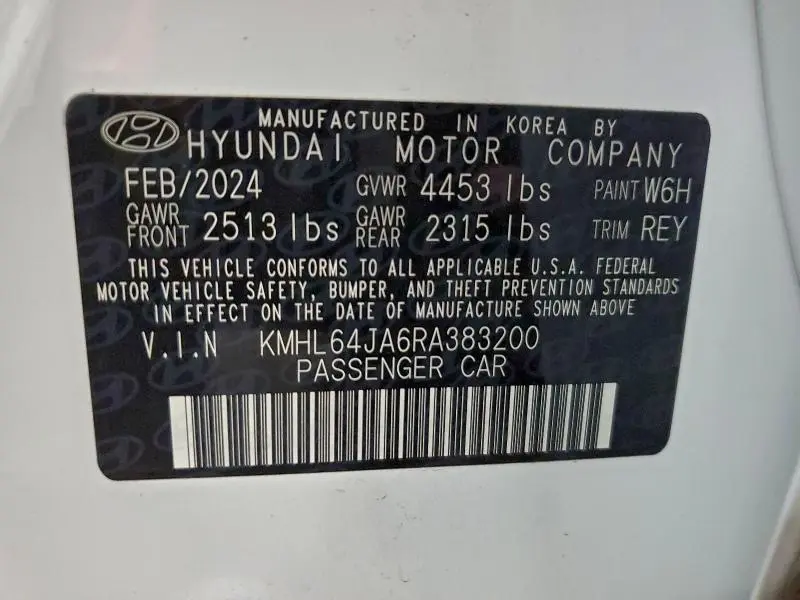 MANUFACTURED IN KOREA BY
HYUNDAI MOTOR COMPANY
FEB/2024 GVWR 4453 lbs PAINT W6H
GAWR FRONT 2513 lbs GAWR REAR 2315 lbs TRIM REY
THIS VEHICLE CONFORMS TO ALL APPLICABLE U.S.A. FEDERAL
MOTOR VEHICLE SAFETY, BUMPER, AND THEFT PREVENTION STANDARDS
IN EFFECT ON THE DATE OF MANUFACTURE SHOWN ABOVE
V.I.N KMHL64JA6RA383200
PASSENGER CAR